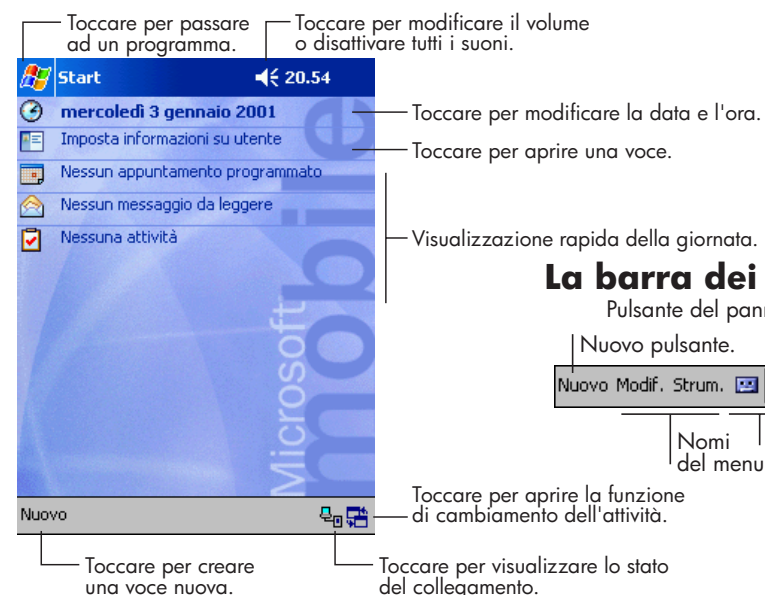 Toccare per passare
ad un programma.
Toccare per modificare il volume
o disattivare tutti i suoni.
Start 20.54
mercoledì 3 gennaio 2001
Imposta informazioni su utente
Nessun appuntamento programmato
Nessun messaggio da leggere
Nessuna attività
Microsoft
mobile
Nuovo
Toccare per modificare la data e l'ora.
Toccare per aprire una voce.
Visualizzazione rapida della giornata.
La barra dei
Pulsante del
Nuovo pulsante.
Nuovo Modif. Strum.
Nomi
del menu
Toccare per aprire la funzione
di cambiamento dell'attività.
Toccare per creare
una voce nuova.
Toccare per visualizzare lo stato
del collegamento.